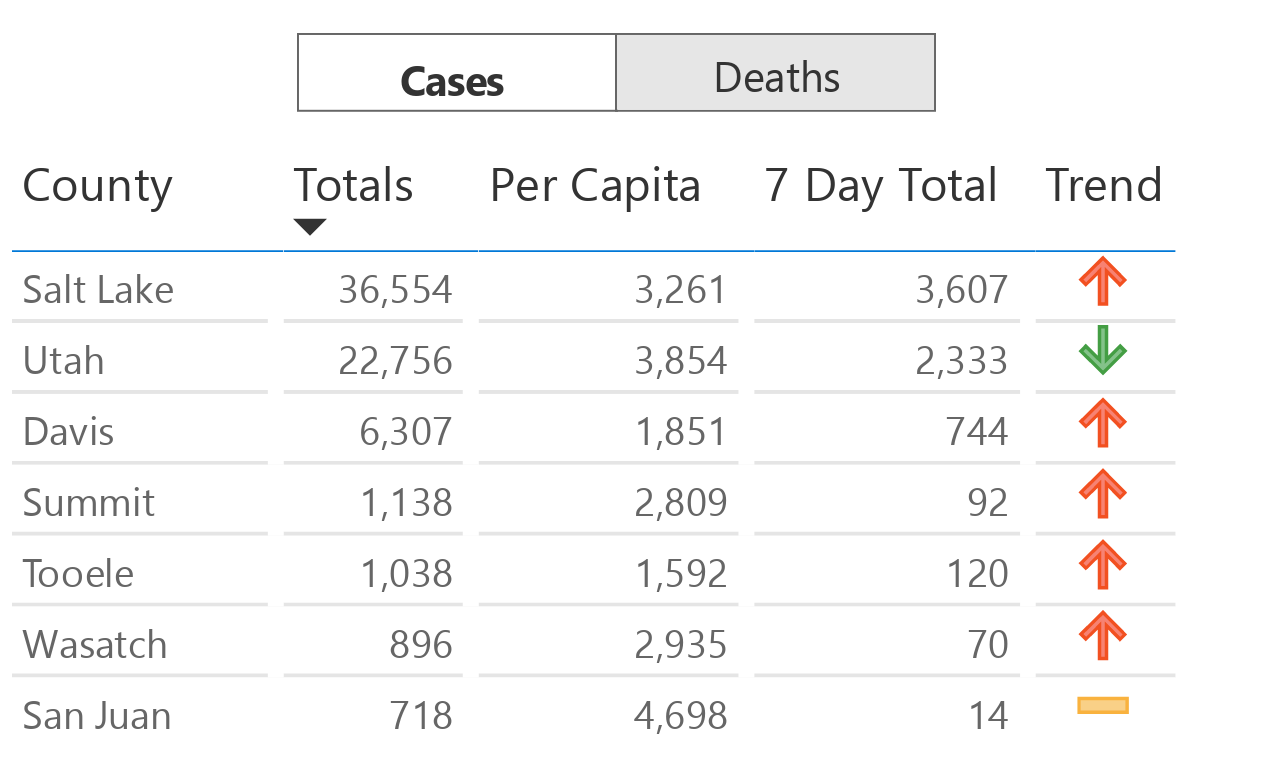 Cases Deaths
County Totals Per Capita 7 Day Total Trend
Salt Lake 36,554 3,261 3,607
Utah 22,756 3,854 2,333
Davis 6,307 1,851 744
Summit 1,138 2,809 92
Tooele 1,038 1,592 120
Wasatch 896 2,935 70
San Juan 718 4,698 14